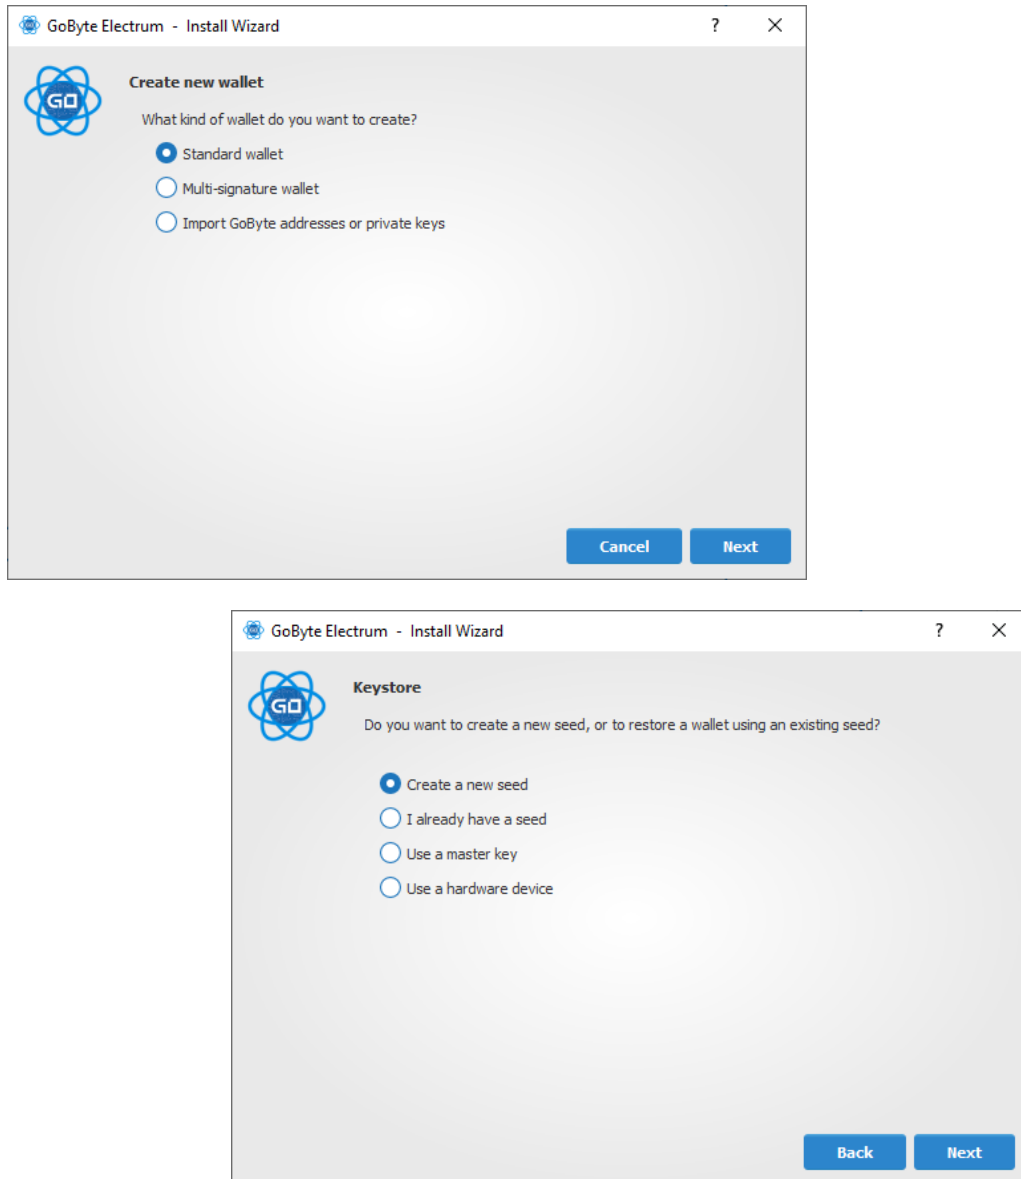 GoByte Electrum - Install Wizard
?
GO
Create new wallet
What kind of wallet do you want to create?
Standard wallet
Multi-signature wallet
Import GoByte addresses or private keys
Cancel
Next
GoByte Electrum - Install Wizard
?
GO
Keystore
Do you want to create a new seed, or to restore a wallet using an existing seed?
Create a new seed
I already have a seed
Use a master key
Use a hardware device
Back
Next